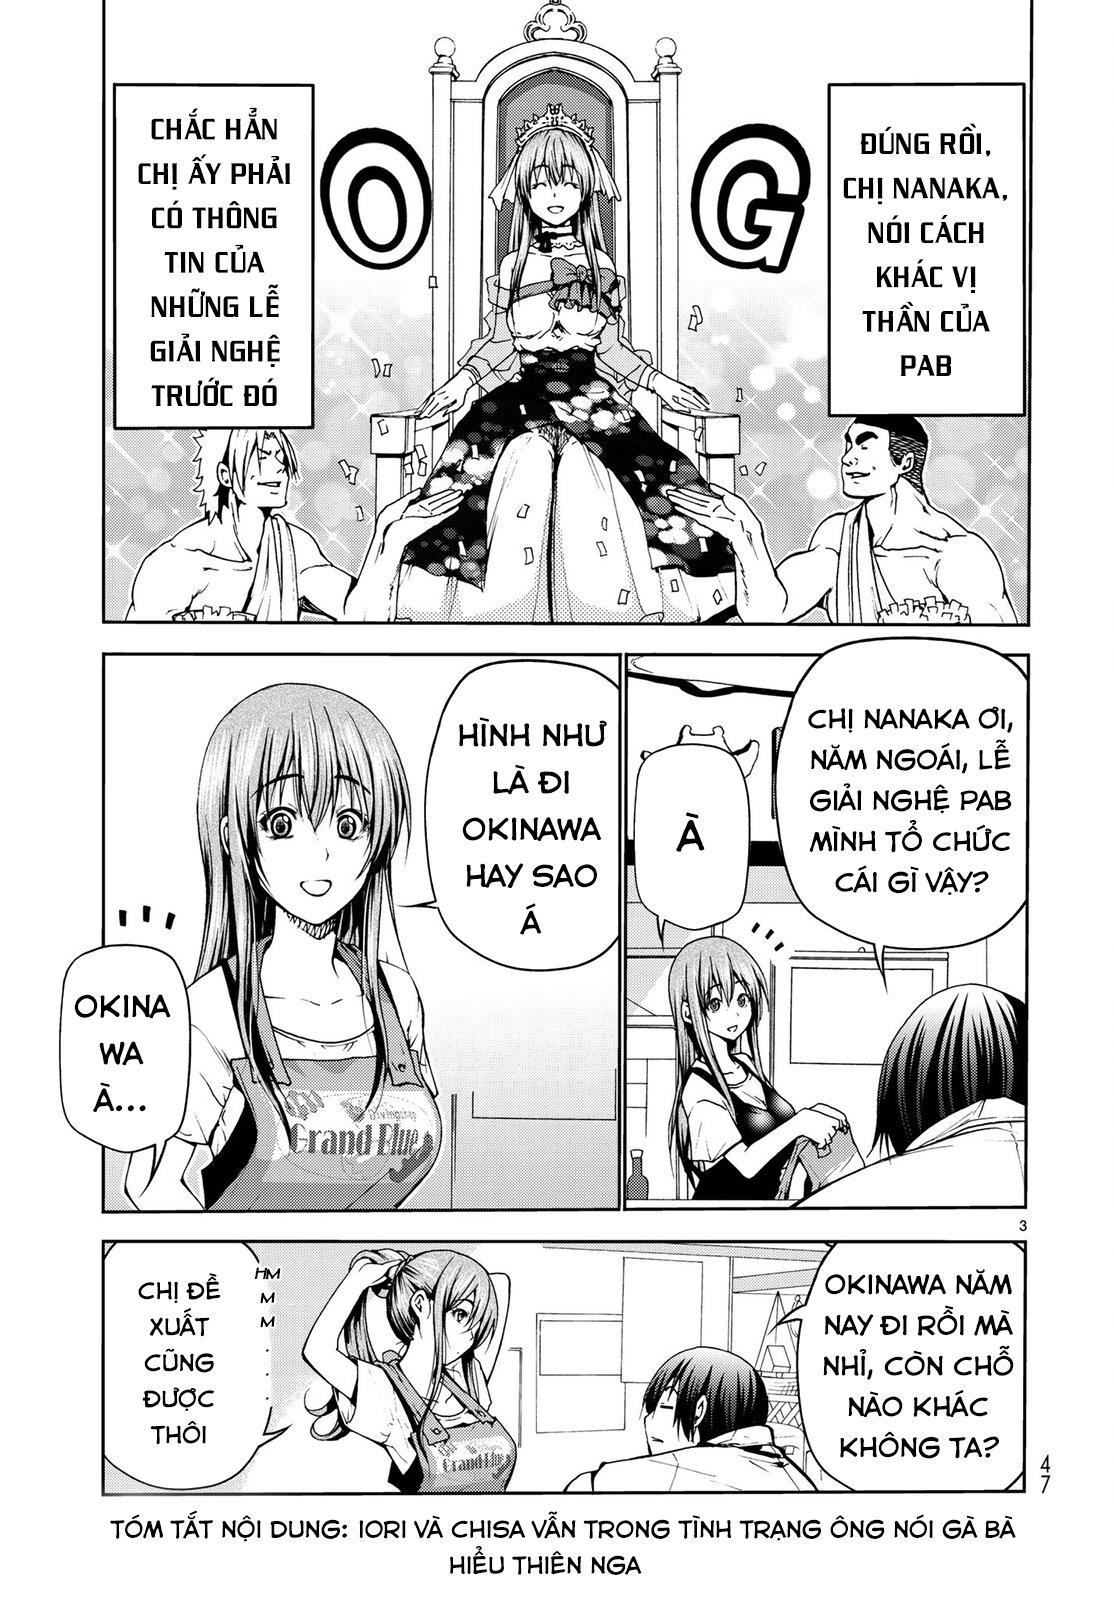 ĐÚNG RỒI,
CHỊ NANAKA,
NÓI CÁCH
KHÁC VỊ
THẦN CỦA
PAB
OG
CHẮC HẲN
CHỊ ẤY PHẢI
CÓ THÔNG
TIN CỦA
NHỮNG LỄ
GIẢI NGHỆ
TRƯỚC ĐÓ
CHỊ NANAKA ƠI,
NĂM NGOÁI, LỄ
GIẢI NGHỆ PAB
MÌNH TỔ CHỨC
CÁI GÌ VẬY?
À
HÌNH NHƯ
LÀ ĐI
OKINAWA
HAY SAO
Á
OKINA
WA
À...
Divinging
Grand Blue
3
OKINAWA NĂM
NAY ĐI RỒI MÀ
NHỈ, CÒN CHỖ
NÀO KHÁC
KHÔNG TA?
HM
M
M
...
CHỊ ĐỀ
XUẤT
CŨNG
ĐƯỢC
THÔI
Grand Blue
47
TÓM TẮT NỘI DUNG: IORI VÀ CHISA VẪN TRONG TÌNH TRẠNG ÔNG NÓI GÀ BÀ
HIỂU THIÊN NGA